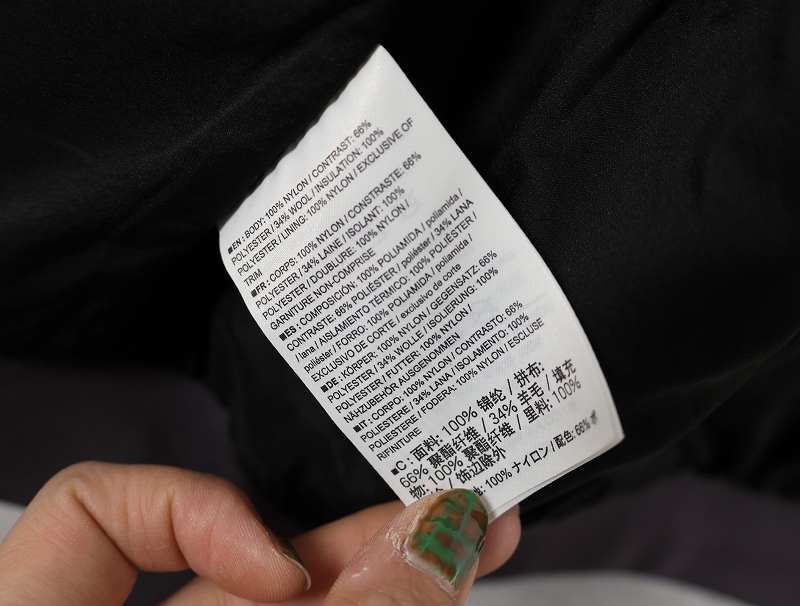 ■EN: BODY: 100% NYLON / CONTRAST: 66%
POLYESTER / 34% WOOL / INSULATION: 100%
POLYESTER / LINING: 100% NYLON / EXCLUSIVE OF
TRIM
■FR: CORPS: 100% NYLON / CONSTRASTE: 66%
POLYESTER / 34% LAINE / ISOLANT: 100%
POLYESTER / DOUBLURE: 100% NYLON /
GARNITURE NON-COMPRISE
■ES: COMPOSICIÓN: 100% POLIAMIDA / poliamida /
CONTRASTE: 66% POLIÉSTER / poliéster / 34% LANA
/ lana / AISLAMIENTO TÉRMICO: 100% POLIÉSTER /
poliéster / FORRO: 100% POLIAMIDA / poliamida /
EXCLUSIVO DE CORTE / exclusivo de corte
■DE: KÖRPER: 100% NYLON / GEGENSATZ: 66%
POLYESTER / 34% WOLLE / ISOLIERUNG: 100%
POLYESTER / FUTTER: 100% NYLON /
NÄHZUBEHÖR AUSGENOMMEN
■IT: CORPO: 100% NYLON / CONTRASTO: 66%
POLIESTERE / 34% LANA / ISOLAMENTO: 100%
POLIESTERE / FODERA: 100% NYLON / ESCLUSE
RIFINITURE
■C: 面料: 100% 锦纶 / 拼布:
66% 聚酯纤维 / 34% 羊毛 / 填充
物: 100% 聚酯纤维 / 里料: 100%
/ 饰边除外
: 100% ナイロン / 配色: 66% ポ